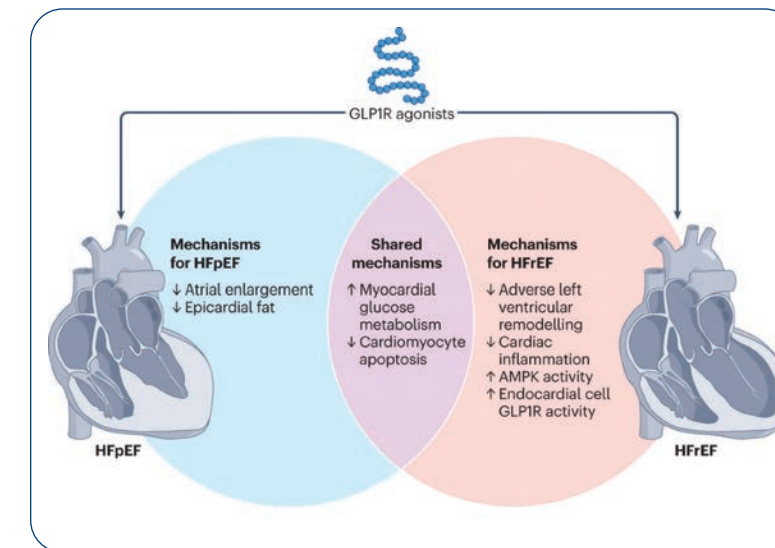 GLP1R agonists
Mechanisms
for HFpEF
↓ Atrial enlargement
↓ Epicardial fat
Shared
mechanisms
↑ Myocardial
glucose
metabolism
↓ Cardiomyocyte
apoptosis
Mechanisms
for HFrEF
↓ Adverse left
ventricular
remodelling
↓ Cardiac
inflammation
↑ AMPK activity
↑ Endocardial cell
GLP1R activity
HFpEF
HFrEF